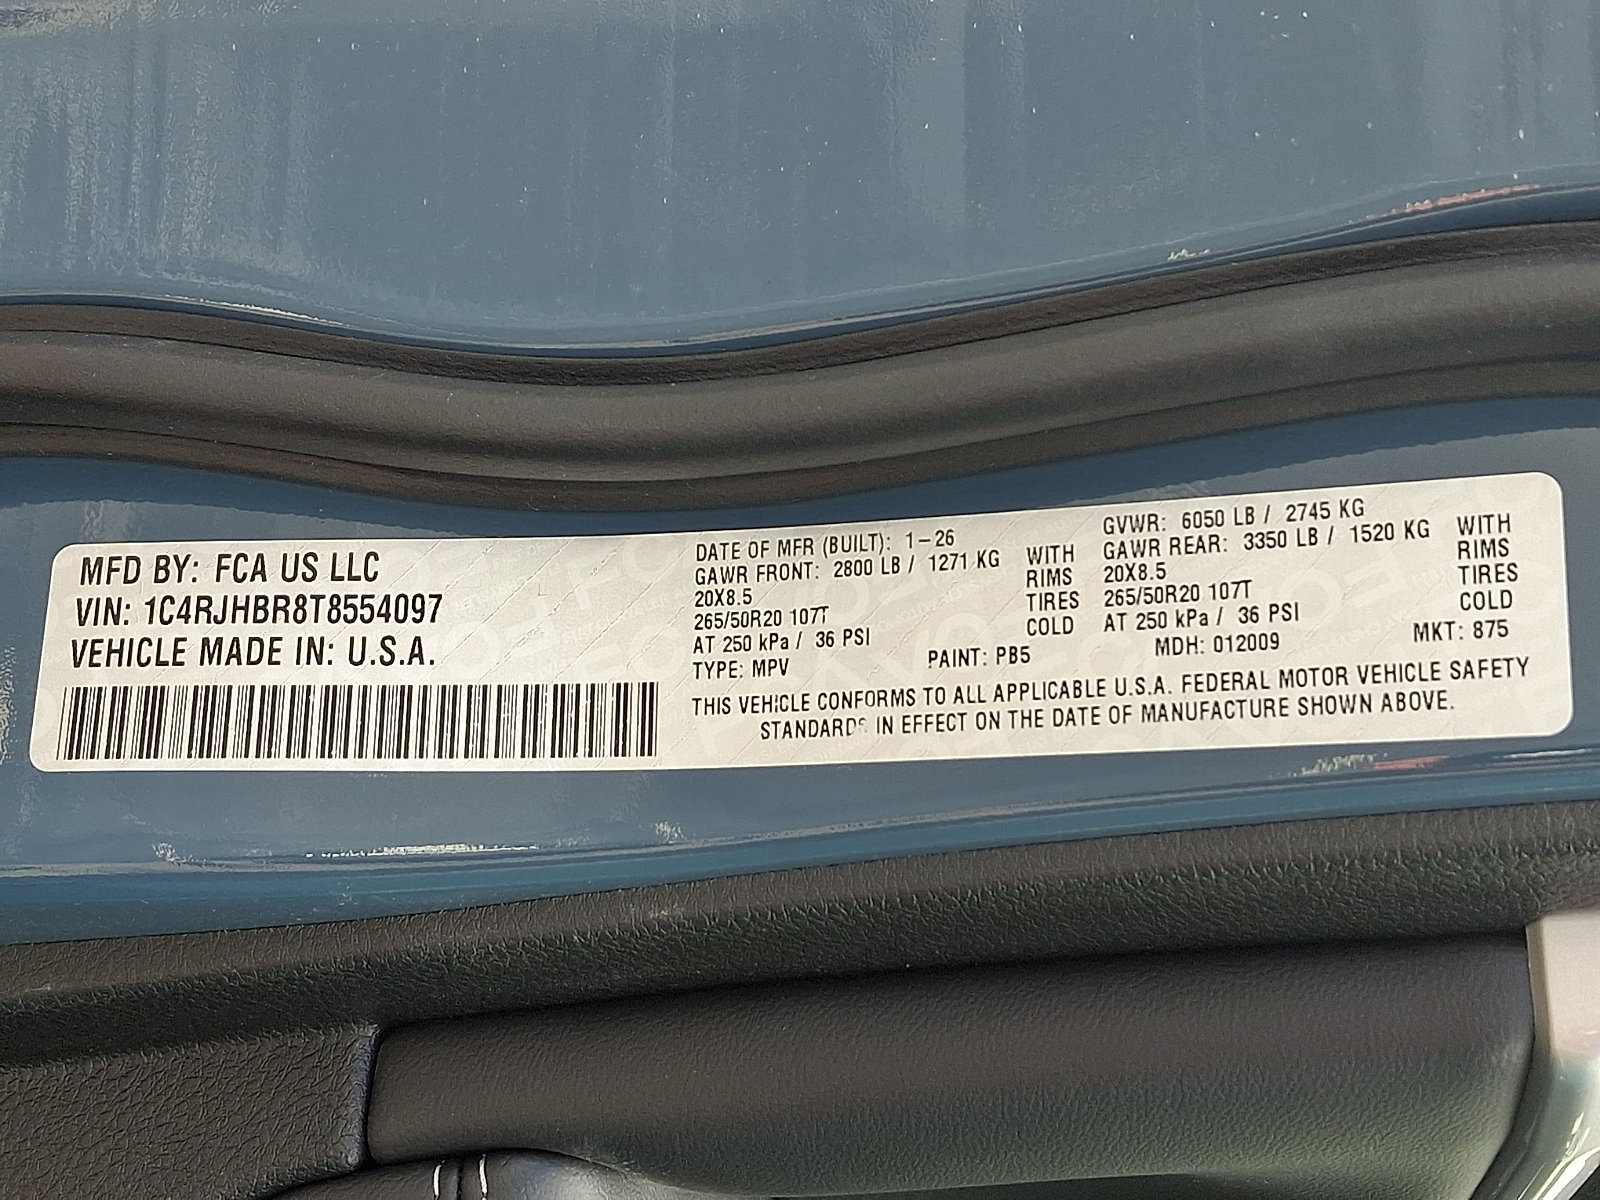 MFD BY: FCA US LLC
VIN: 1C4RJHBR8T8554097
VEHICLE MADE IN: U.S.A.
DATE OF MFR (BUILT): 1-26
GAWR FRONT: 2800 LB / 1271 KG WITH
20X8.5 RIMS
265/50R20 107T TIRES
AT 250 kPa / 36 PSI COLD
GVWR: 6050 LB / 2745 KG
GAWR REAR: 3350 LB / 1520 KG WITH
20X8.5 RIMS
265/50R20 107T TIRES
AT 250 kPa / 36 PSI COLD
TYPE: MPV PAINT: PB5 MDH: 012009 MKT: 875
THIS VEHICLE CONFORMS TO ALL APPLICABLE U.S.A. FEDERAL MOTOR VEHICLE SAFETY
STANDARDS IN EFFECT ON THE DATE OF MANUFACTURE SHOWN ABOVE.